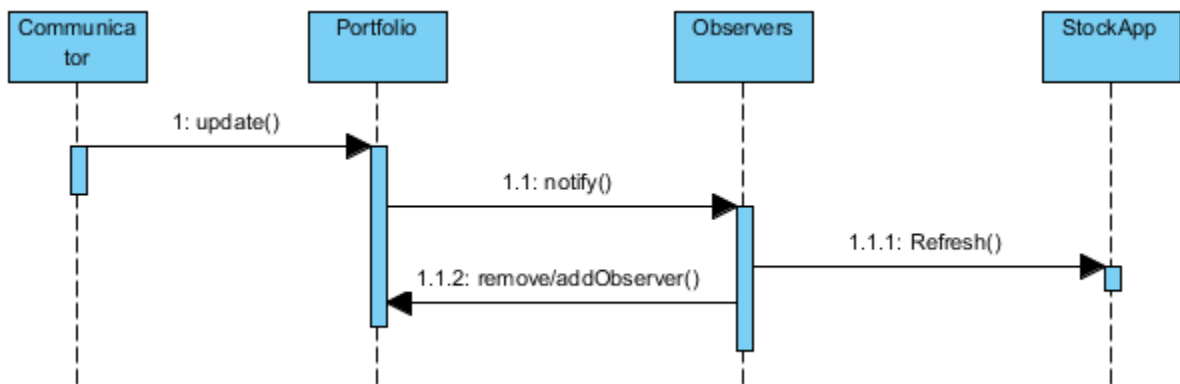 Communica
tor
Portfolio
Observers
StockApp
1: update()
1.1: notify()
1.1.1: Refresh()
1.1.2: remove/addObserver()